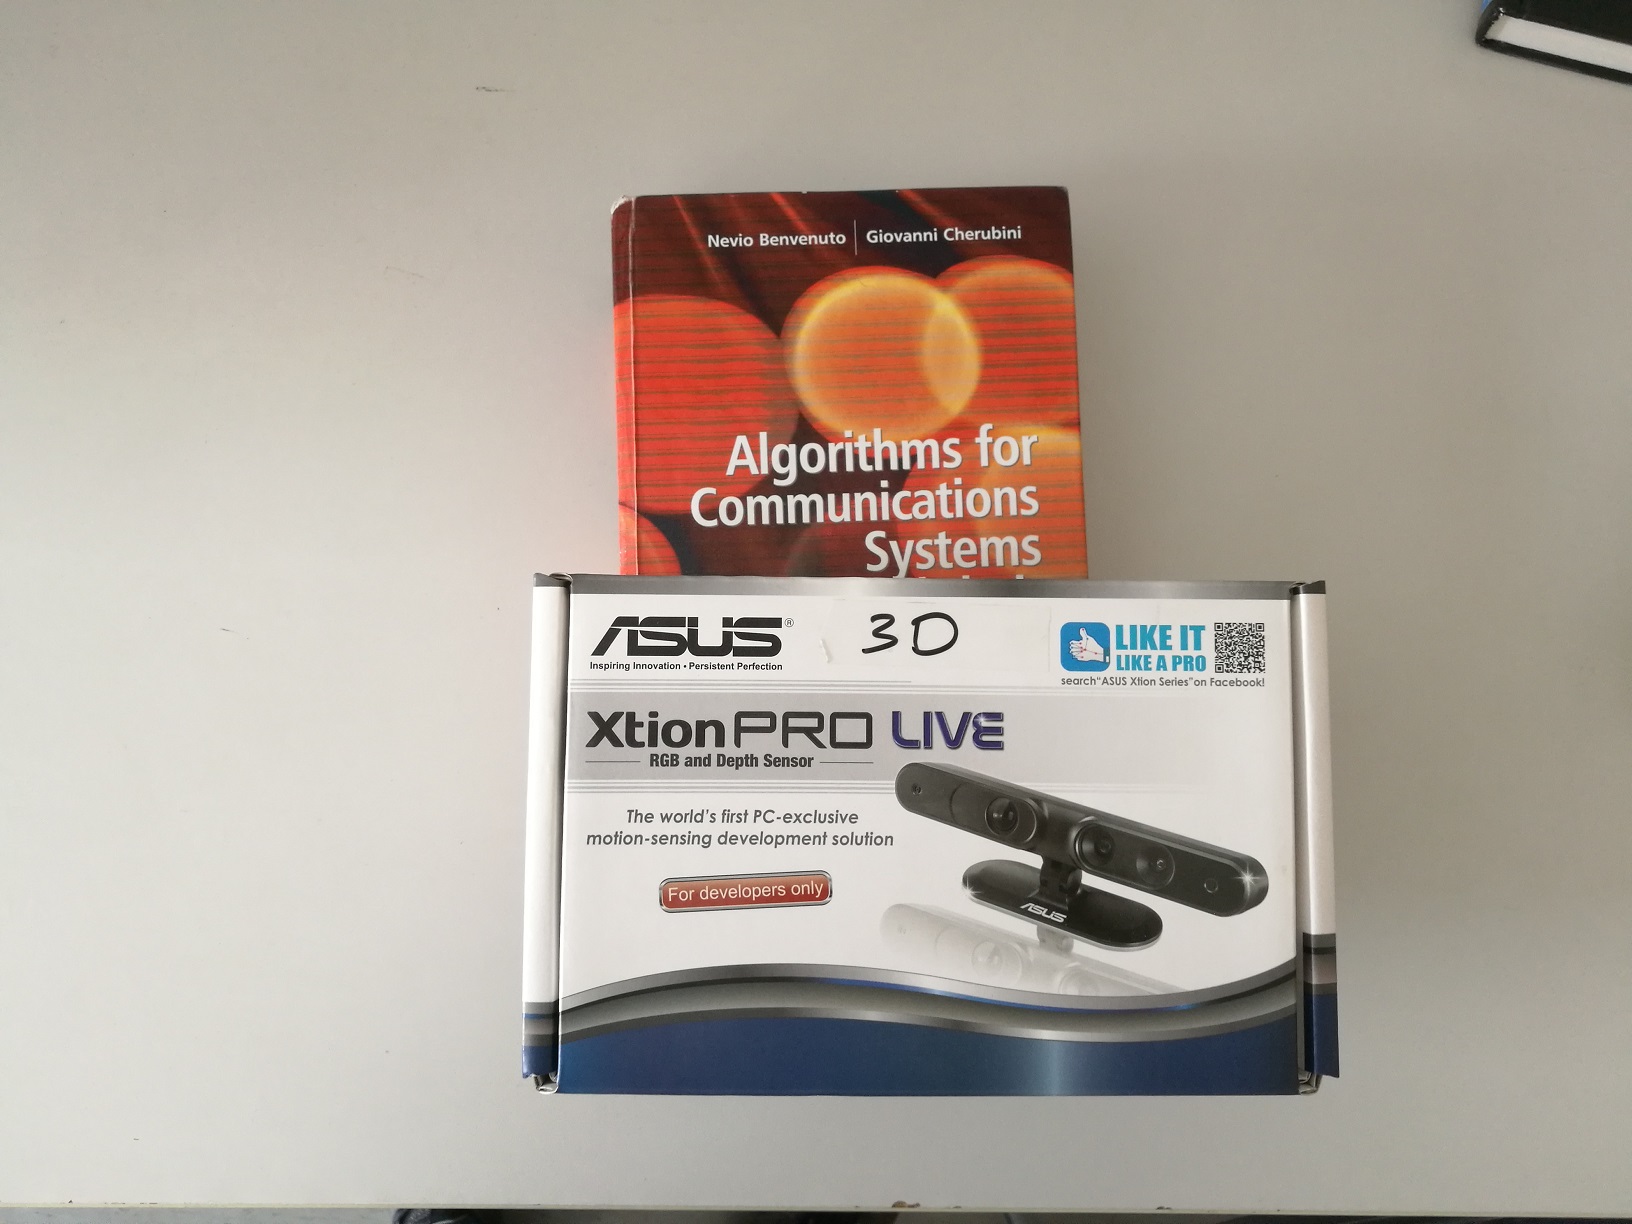 Nevio Benvenuto | Giovanni Cherubini
Algorithms for
Communications
Systems
ASUS®
Inspiring Innovation • Persistent Perfection
3D
LIKE IT
LIKE A PRO
search"ASUS Xtion Series"on Facebook!
Xtion PRO LIVE
RGB and Depth Sensor
The world's first PC-exclusive
motion-sensing development solution
For developers only
ASUS